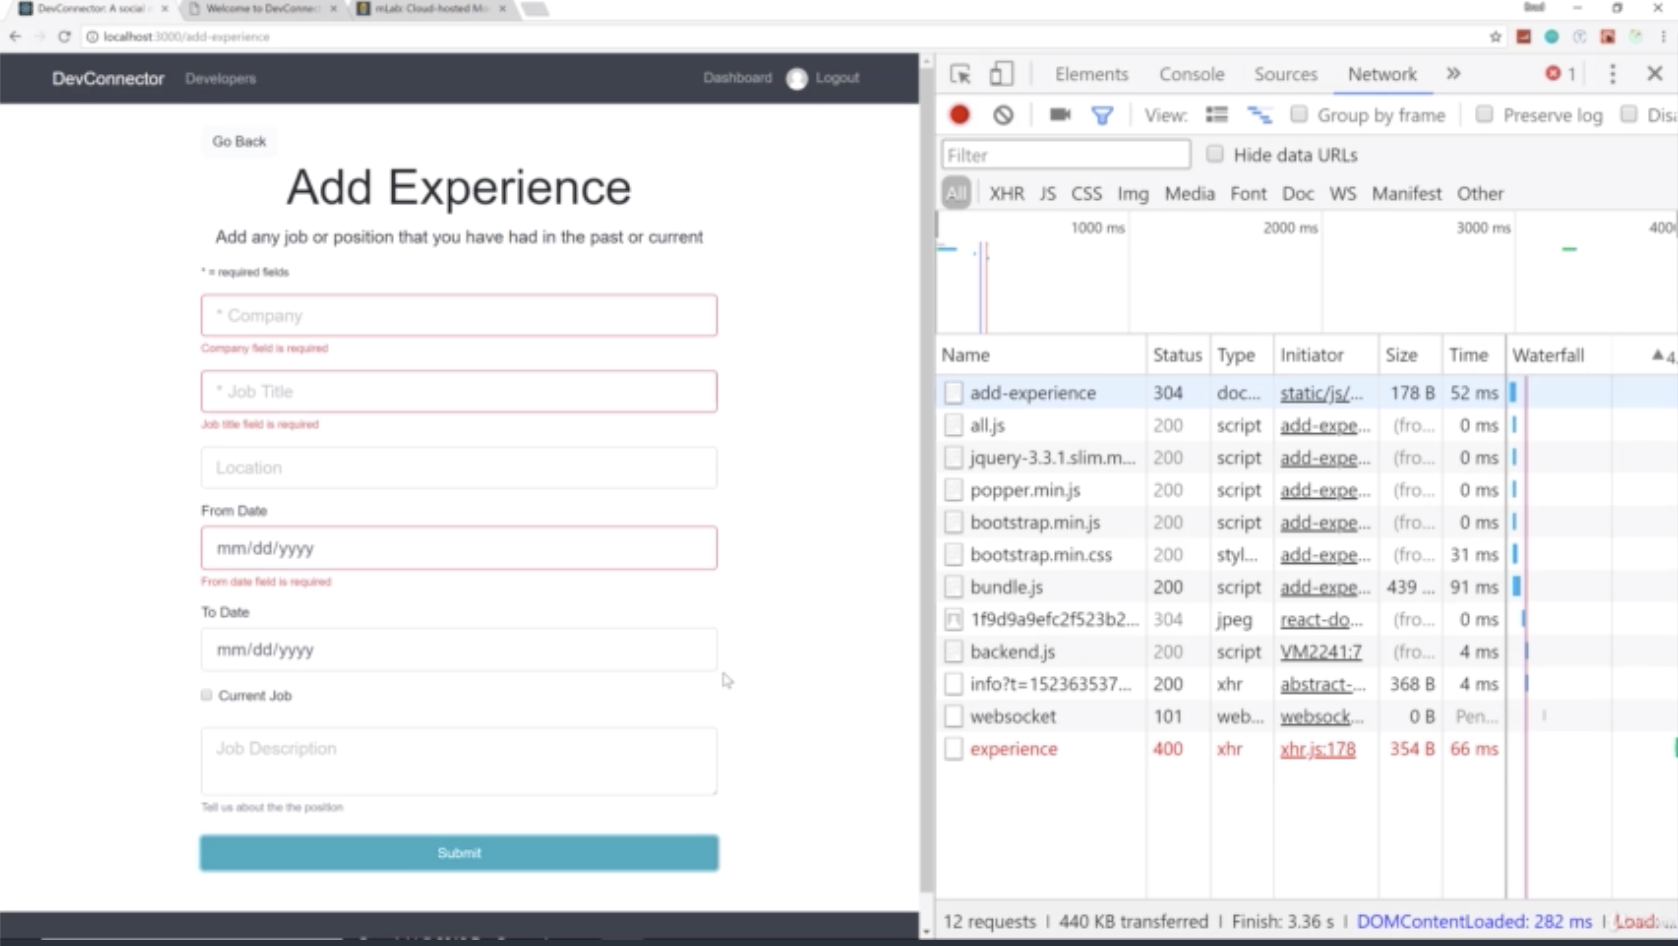 DevConnector: A social
Welcome to DevConnect
mLab: Cloud-hosted Mo
localhost:3000/add-experience
DevConnector
Developers
Dashboard
Logout
Go Back
Add Experience
Add any job or position that you have had in the past or current
* = required fields
* Company
Company field is required
* Job Title
Job title field is required
Location
From Date
mm/dd/yyyy
From date field is required
To Date
mm/dd/yyyy
Current Job
Job Description
Tell us about the the position
Submit
Elements Console Sources Network » 1
View: Group by frame Preserve log Disa
Filter Hide data URLs
All XHR JS CSS Img Media Font Doc WS Manifest Other
1000 ms 2000 ms 3000 ms 400
Name Status Type Initiator Size Time Waterfall ▲ 4.
add-experience 304 doc... static/js/... 178 B 52 ms
all.js 200 script add-expe... (fro... 0 ms
jquery-3.3.1.slim.m... 200 script add-expe... (fro... 0 ms
popper.min.js 200 script add-expe... (fro... 0 ms
bootstrap.min.js 200 script add-expe... (fro... 0 ms
bootstrap.min.css 200 styl... add-expe... (fro... 31 ms
bundle.js 200 script add-expe... 439 ... 91 ms
1f9d9a9efc2f523b2... 304 jpeg react-do... (fro... 0 ms
backend.js 200 script VM2241:7 (fro... 4 ms
info?t=152363537... 200 xhr abstract-... 368 B 4 ms
websocket 101 web... websock... 0 B Pen...
experience 400 xhr xhr.js:178 354 B 66 ms
12 requests | 440 KB transferred | Finish: 3.36 s | DOMContentLoaded: 282 ms | Load: